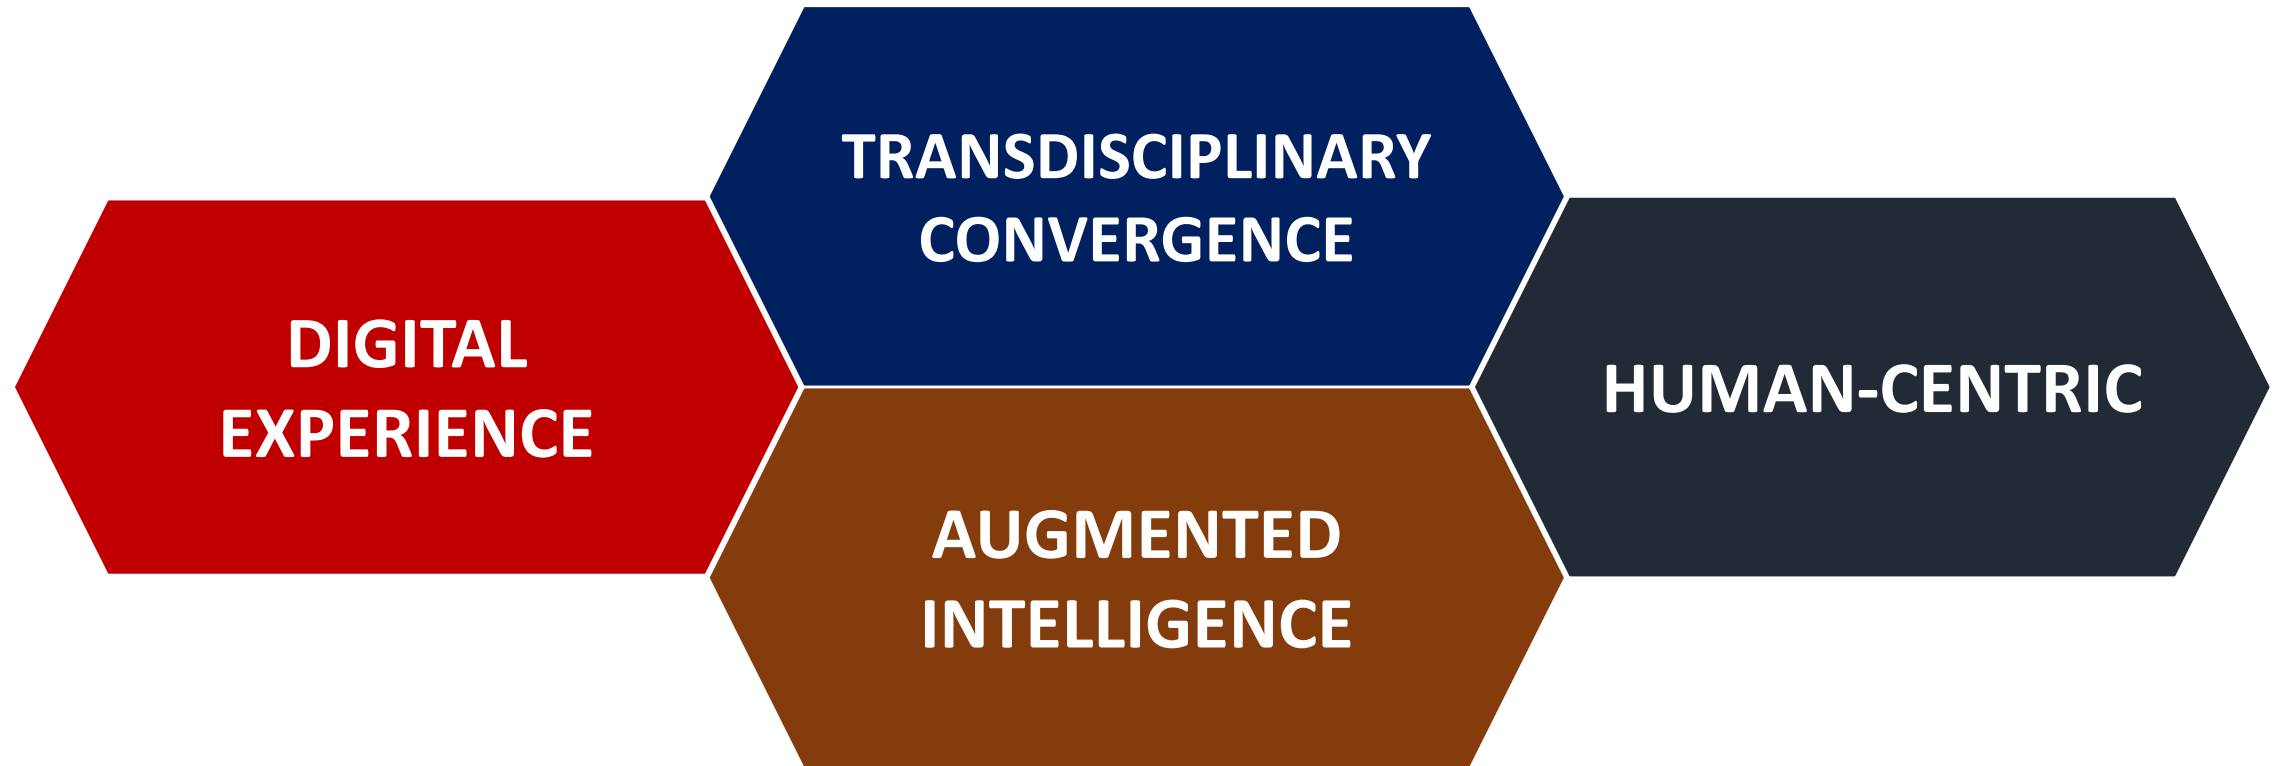 TRANSDISCIPLINARY
CONVERGENCE
DIGITAL
EXPERIENCE
HUMAN-CENTRIC
AUGMENTED
INTELLIGENCE